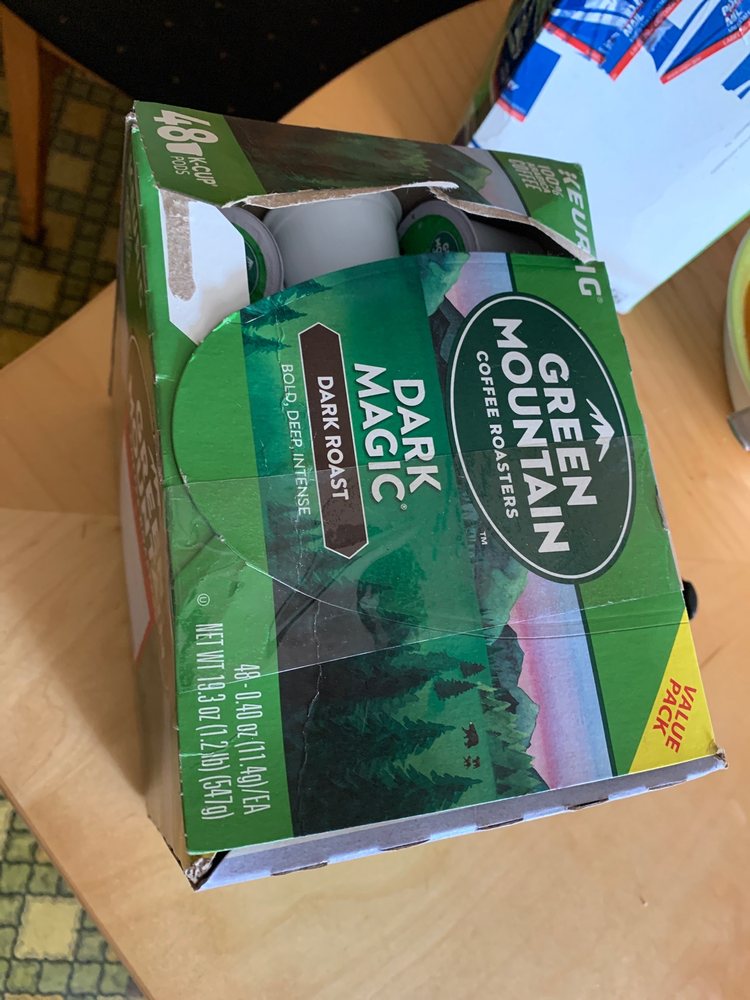 48
K-CUP®
PODS
KEURIG®
GREEN
MOUNTAIN
COFFEE ROASTERS
™
DARK
MAGIC®
DARK ROAST
BOLD, DEEP, INTENSE
VALUE
PACK
48 - 0.40 oz (11.4g)/EA
NET WT 19.3 oz (1.2 lb) (547g)
100%
COFFEE